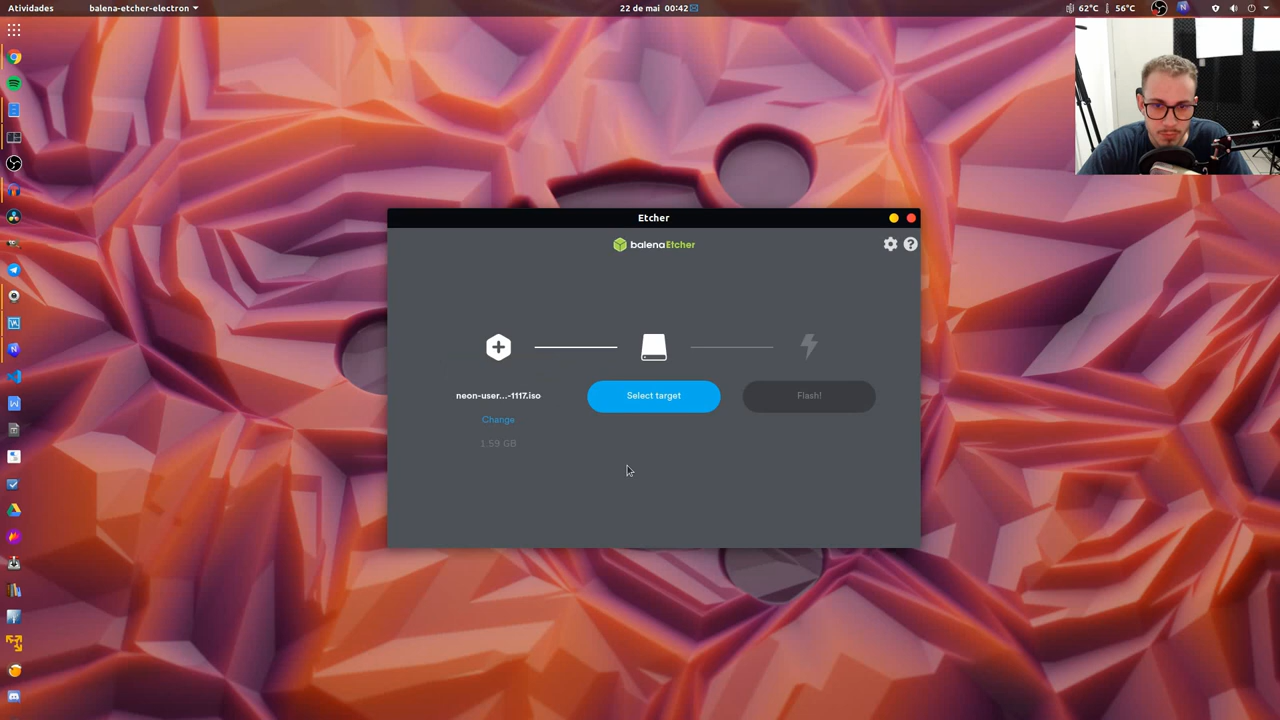 Atividades
balena-etcher-electron
22 de mai 00:42
62°C
56°C
Etcher
balenaEtcher
neon-user...-1117.iso
Select target
Flash!
Change
1.59 GB